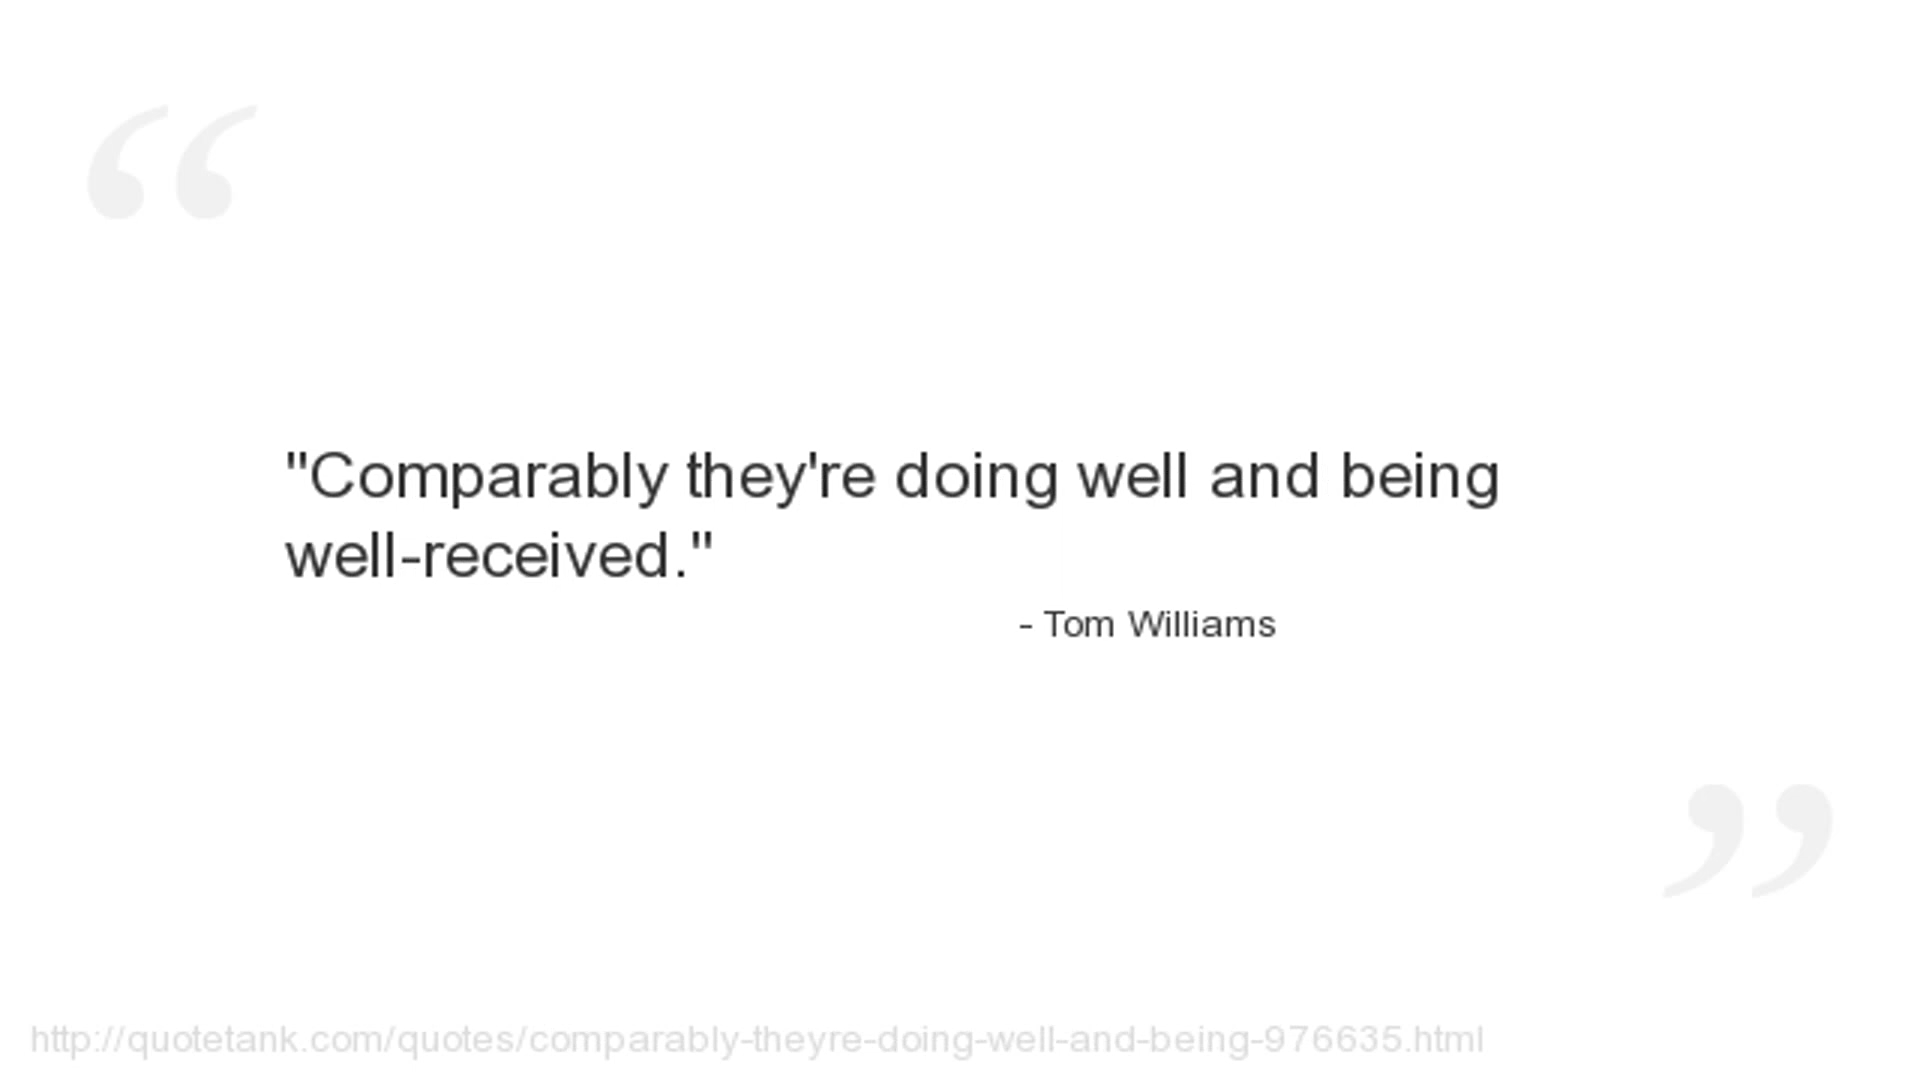 "Comparably they're doing well and being
well-received."
- Tom Williams
http://quotetank.com/quotes/comparably-theyre-doing-well-and-being-976635.html